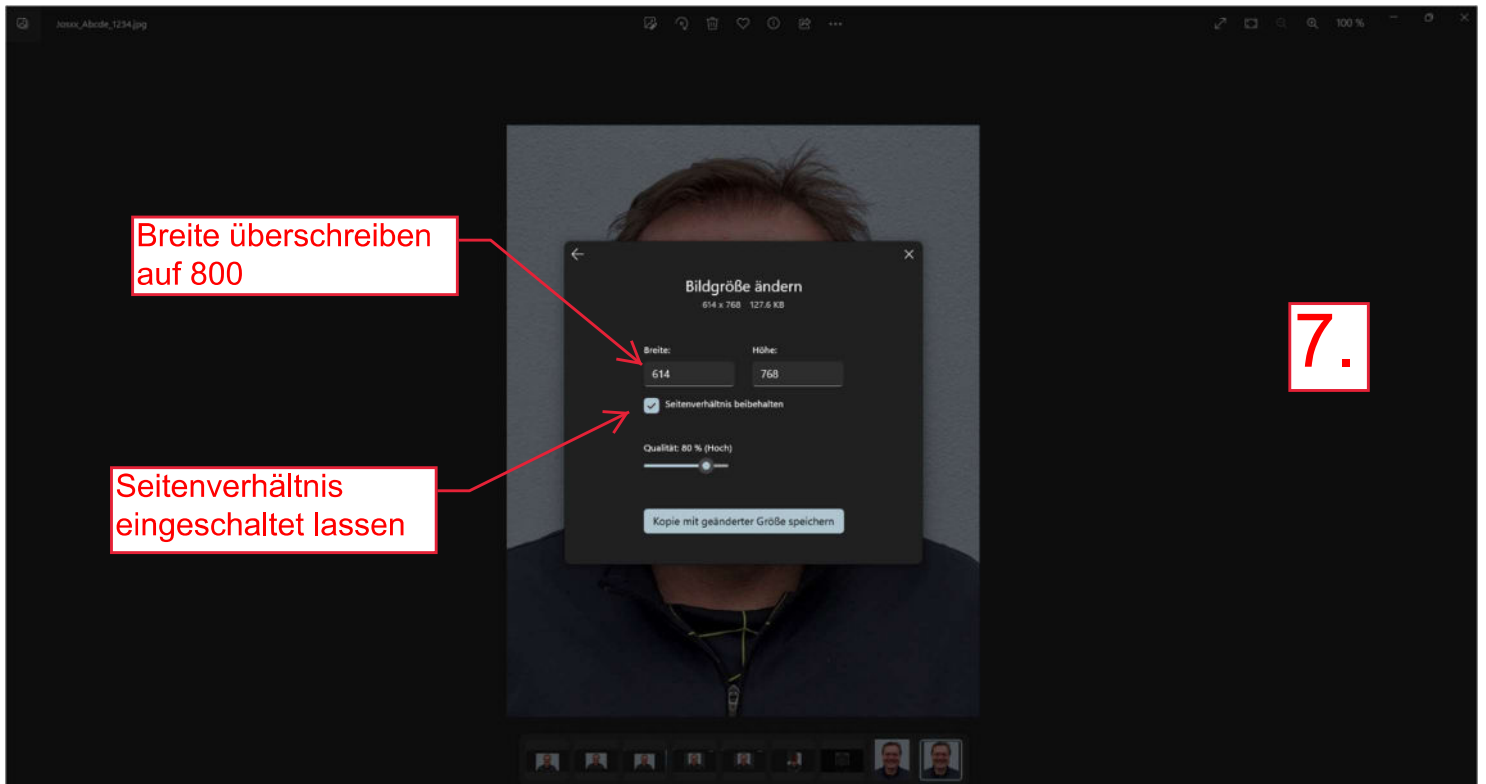 Josxx_Abcde_1234.jpg
100 %
Breite überschreiben
auf 800
Bildgröße ändern
614 x 768 127.6 KB
Breite:
Höhe:
614
768
Seitenverhältnis beibehalten
Qualität: 80 % (Hoch)
Kopie mit geänderter Größe speichern
Seitenverhältnis
eingeschaltet lassen
7.